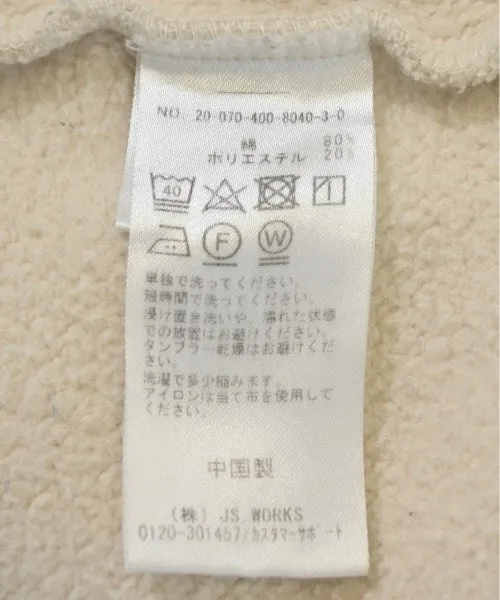 NO. 20-070-400-8040-3-0
綿 80%
ポリエステル 20%
40
F W
単独で洗ってください。
短時間で洗ってください。
浸け置き洗いや、濡れた状態
での放置はお避けください。
タンブラー乾燥はお避けくだ
さい。
洗濯で多少縮みます。
アイロンは当て布を使用して
ください。
中国製
(株) JS.WORKS
0120-301457/カスタマーサポート